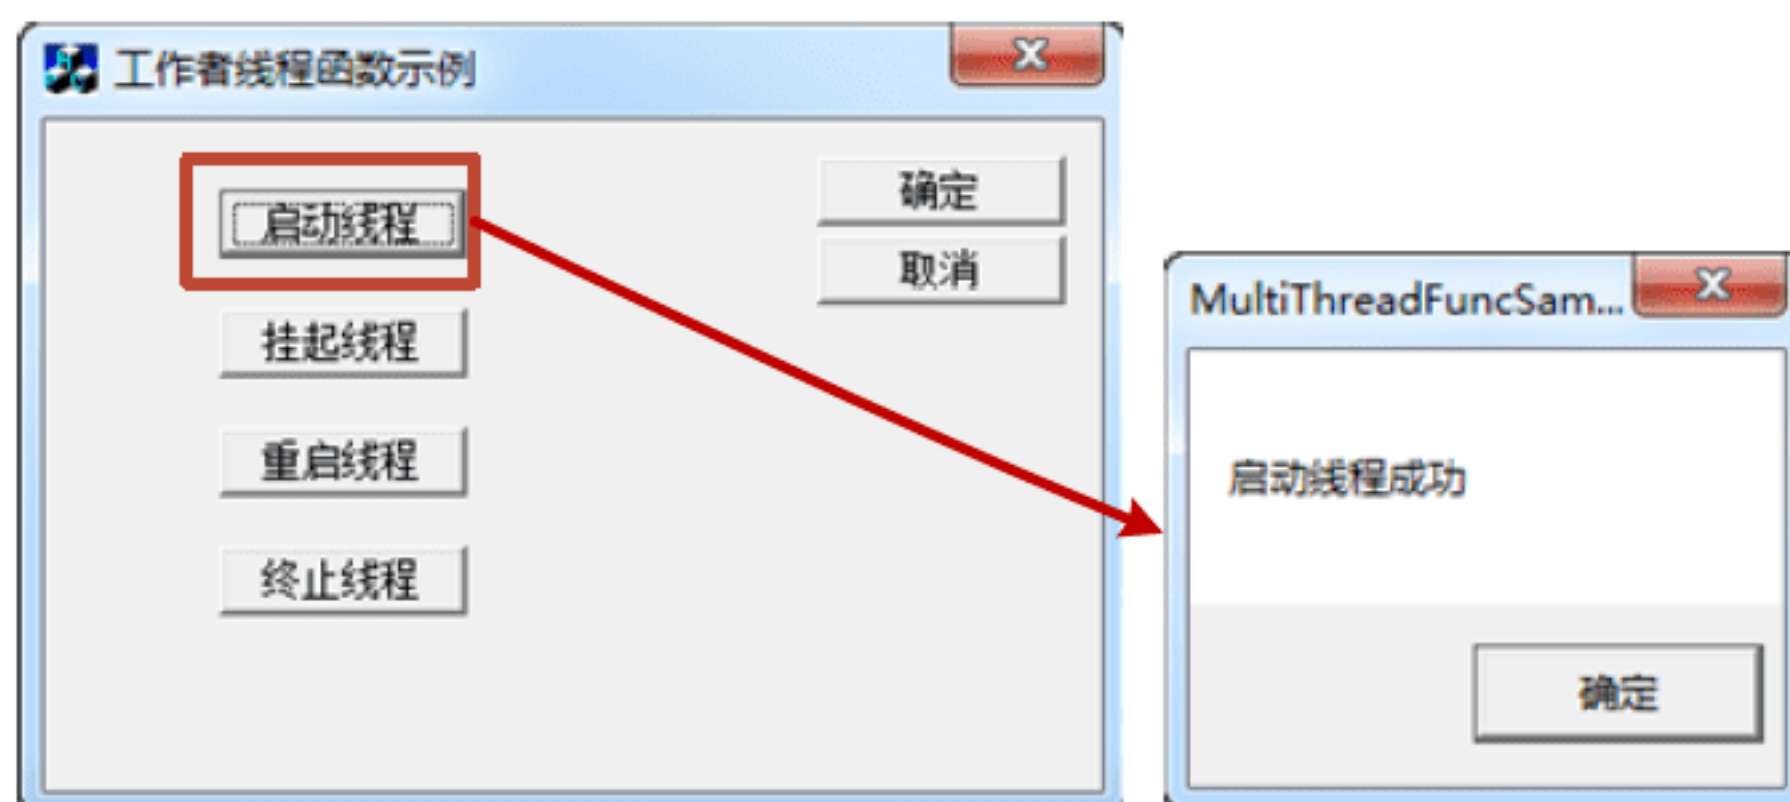 工作者线程函数示例
启动线程
挂起线程
重启线程
终止线程
确定
取消
MultiThreadFuncSam...
启动线程成功
确定